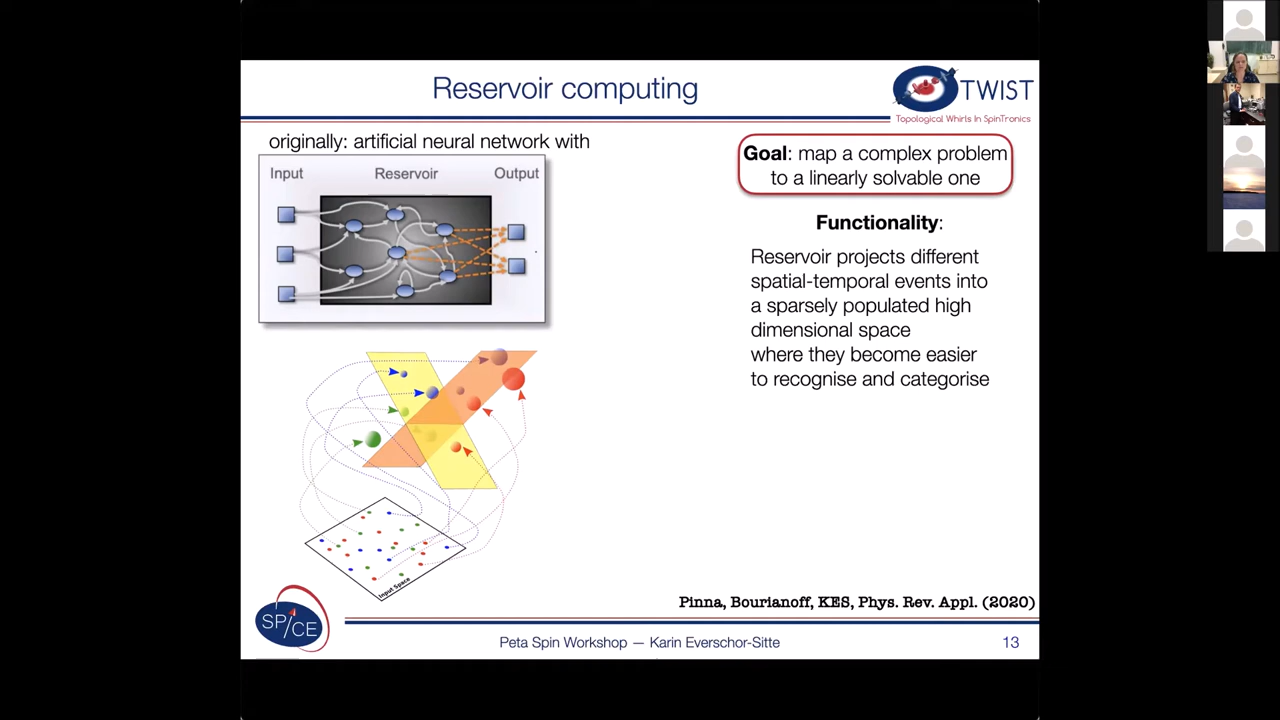 Reservoir computing
TWIST
Topological Whirls In SpinTronics
originally: artificial neural network with
Input
Reservoir
Output
Goal: map a complex problem
to a linearly solvable one
Functionality:
Reservoir projects different
spatial-temporal events into
a sparsely populated high
dimensional space
where they become easier
to recognise and categorise
Input Space
Pinna, Bourianoff, KES, Phys. Rev. Appl. (2020)
SPICE
Peta Spin Workshop — Karin Everschor-Sitte
13